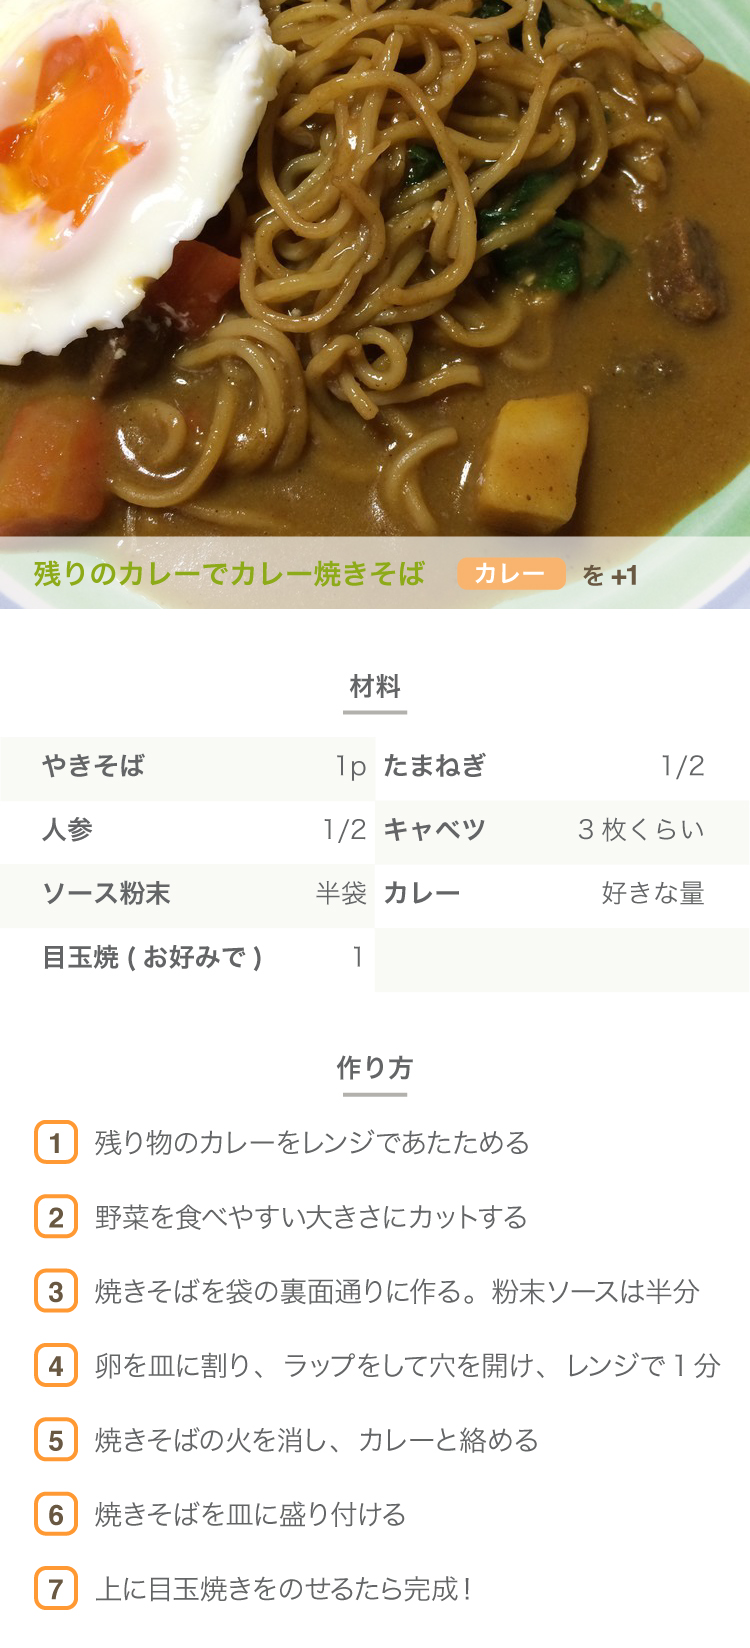 残りのカレーでカレー焼きそば カレー を +1
材料
やきそば 1p たまねぎ 1/2
人参 1/2 キャベツ 3 枚くらい
ソース粉末 半袋 カレー 好きな量
目玉焼 ( お好みで ) 1
作り方
1 残り物のカレーをレンジであたためる
2 野菜を食べやすい大きさにカットする
3 焼きそばを袋の裏面通りに作る。粉末ソースは半分
4 卵を皿に割り、ラップをして穴を開け、レンジで 1 分
5 焼きそばの火を消し、カレーと絡める
6 焼きそばを皿に盛り付ける
7 上に目玉焼きをのせるたら完成！